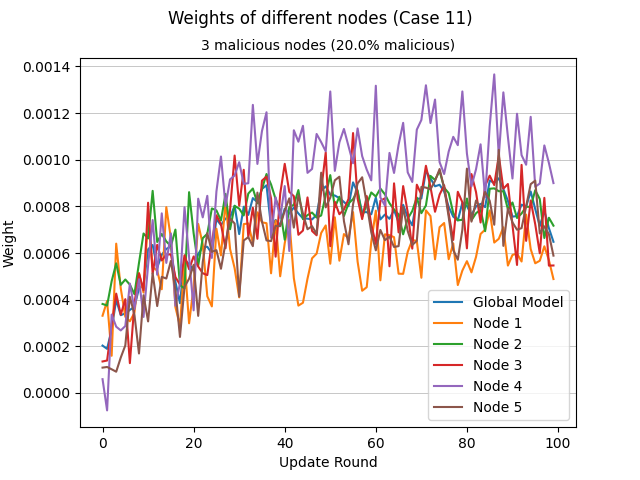 Weights of different nodes (Case 11)
3 malicious nodes (20.0% malicious)
0.0014
0.0012
0.0010
0.0008
0.0006
0.0004
0.0002
0.0000
Weight
0 20 40 60 80 100
Update Round
Global Model
Node 1
Node 2
Node 3
Node 4
Node 5